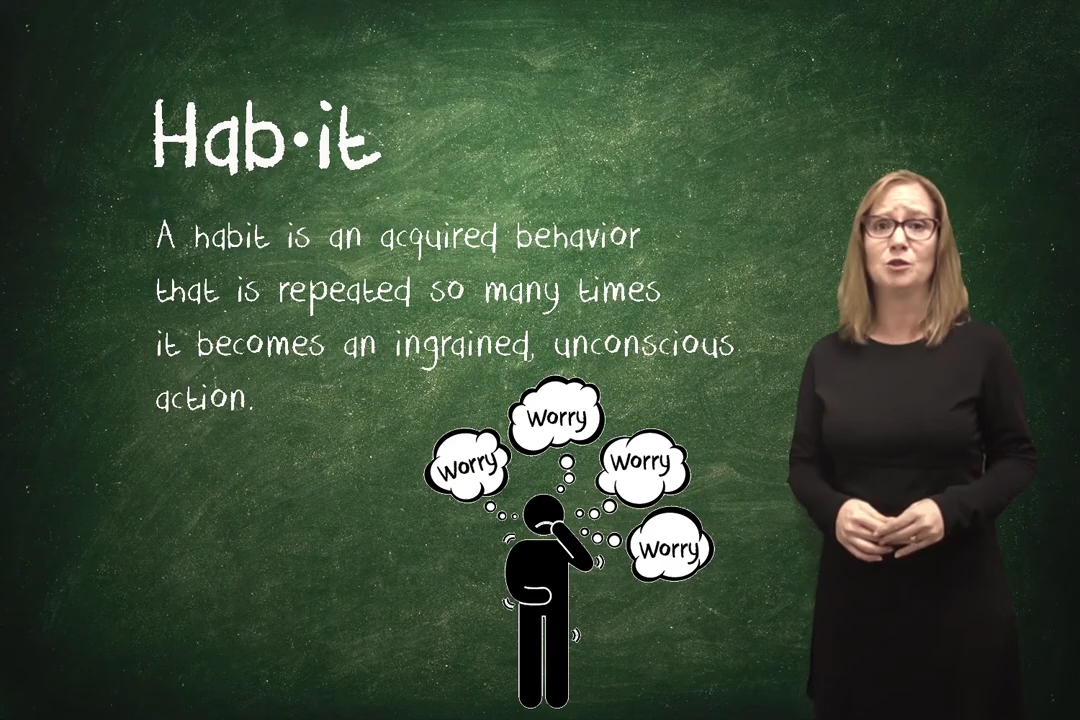 Hab•it
A habit is an acquired behavior
that is repeated so many times
it becomes an ingrained, unconscious
action.
Worry
Worry
Worry
Worry